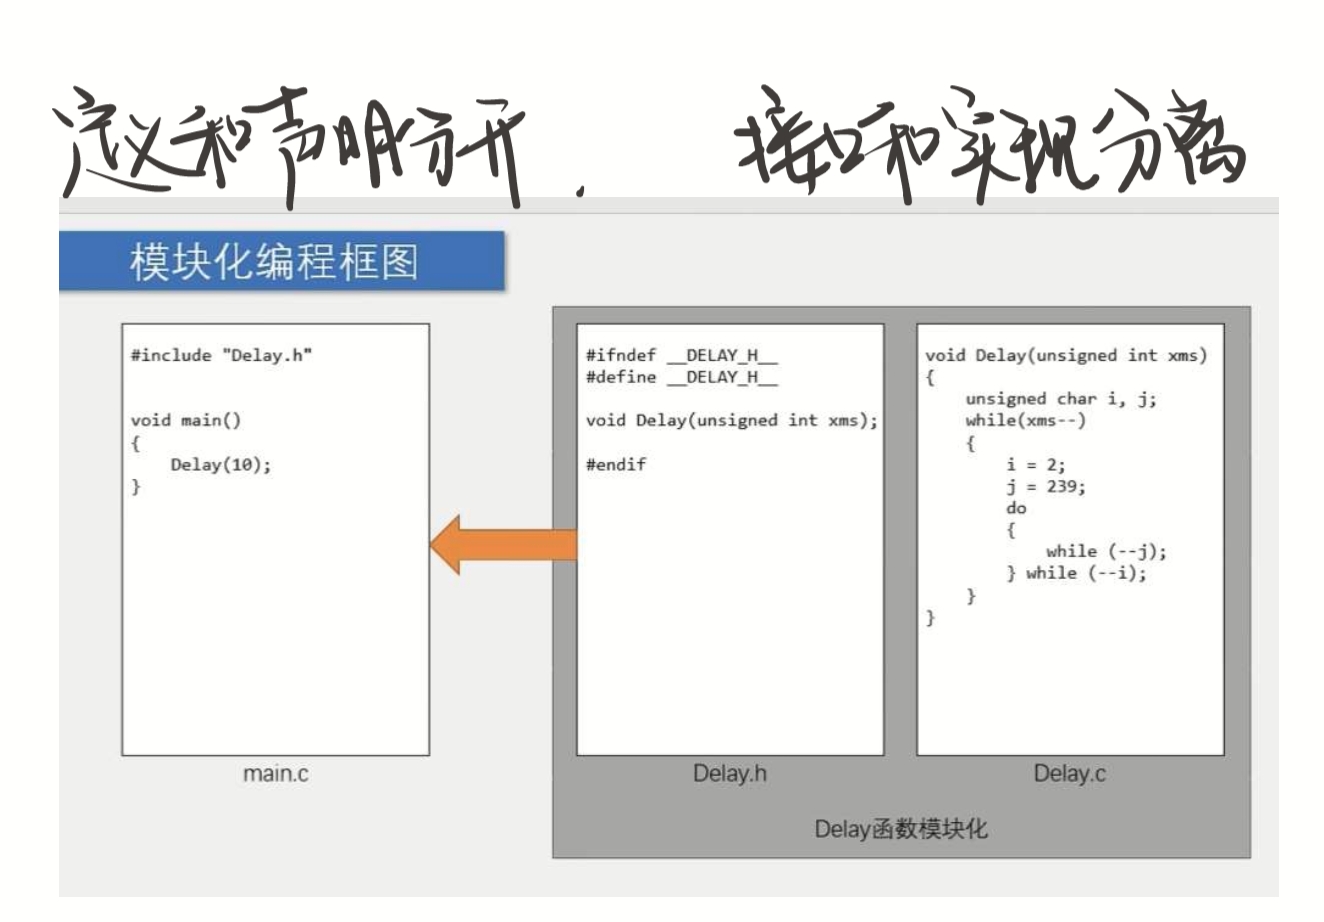 定义和声明分开. 接口和实现分离
模块化编程框图
#include "Delay.h"
void main()
{
Delay(10);
}
main.c
#ifndef __DELAY_H__
#define __DELAY_H__
void Delay(unsigned int xms);
#endif
Delay.h
void Delay(unsigned int xms)
{
unsigned char i, j;
while(xms--)
{
i = 2;
j = 239;
do
{
while (--j);
} while (--i);
}
}
Delay.c
Delay函数模块化